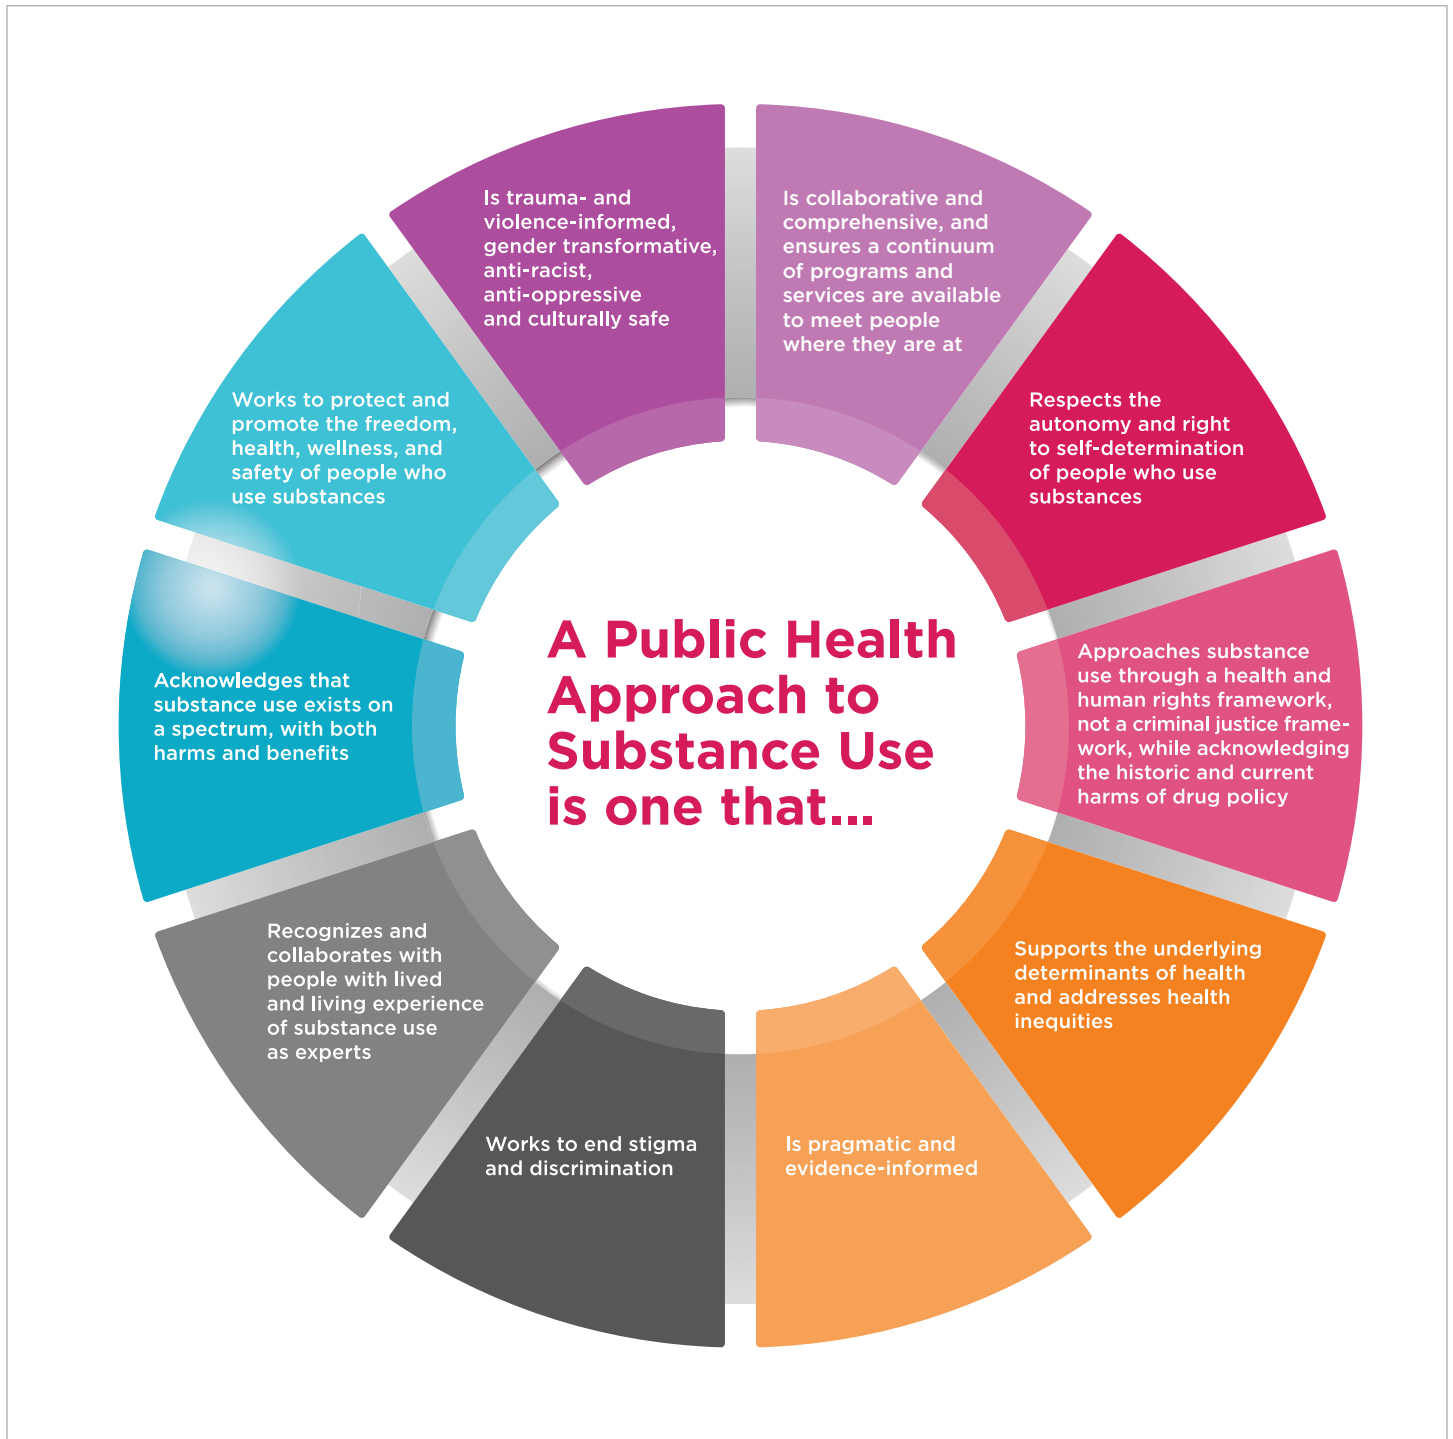 A Public Health
Approach to
Substance Use
is one that...
Is collaborative and
comprehensive, and
ensures a continuum
of programs and
services are available
to meet people
where they are at
Respects the
autonomy and right
to self-determination
of people who use
substances
Approaches substance
use through a health and
human rights framework,
not a criminal justice frame-
work, while acknowledging
the historic and current
harms of drug policy
Supports the underlying
determinants of health
and addresses health
inequities
Is pragmatic and
evidence-informed
Works to end stigma
and discrimination
Recognizes and
collaborates with
people with lived
and living experience
of substance use
as experts
Acknowledges that
substance use exists on
a spectrum, with both
harms and benefits
Works to protect and
promote the freedom,
health, wellness, and
safety of people who
use substances
Is trauma- and
violence-informed,
gender transformative,
anti-racist,
anti-oppressive
and culturally safe